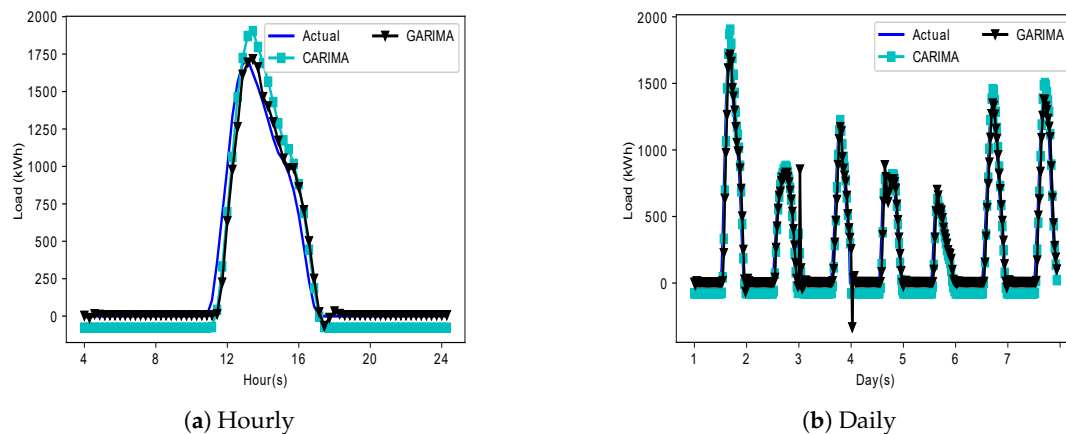 2000
1750
1500
1250
1000
750
500
250
0
Load (kWh)
4 8 12 16 20 24
Hour(s)
Actual GARIMA
CARIMA
(a) Hourly
2000
1500
1000
500
0
Load (kWh)
1 2 3 4 5 6 7
Day(s)
Actual GARIMA
CARIMA
(b) Daily